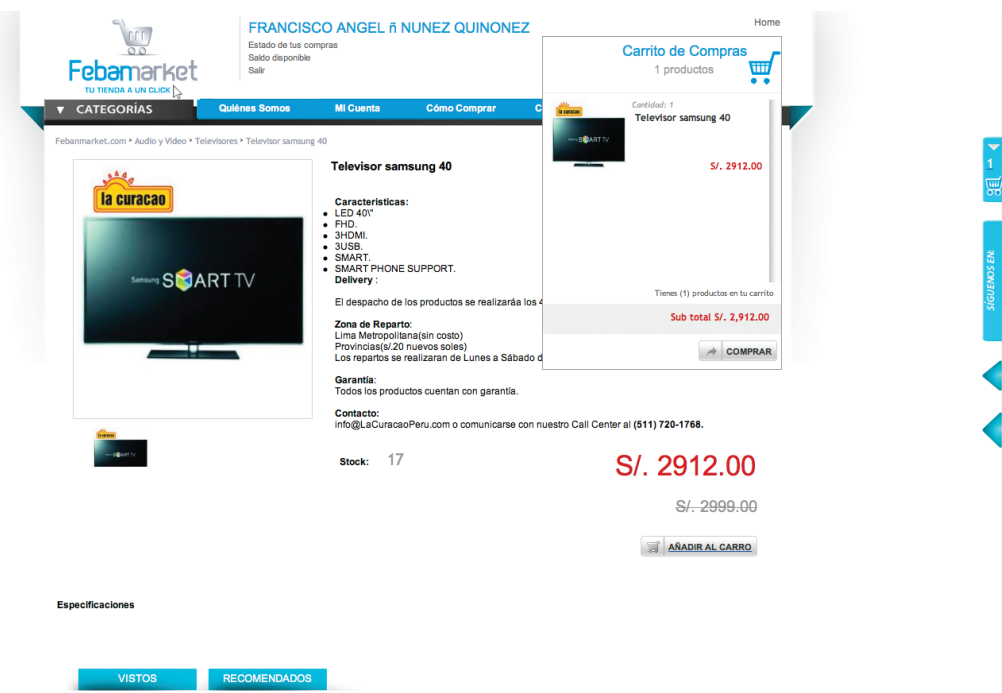 FRANCISCO ANGEL ñ NUNEZ QUINONEZ
Home
Estado de tus compras
Saldo disponible
Salir
Febamarket
TU TIENDA A UN CLICK
Carrito de Compras
1 productos
▼ CATEGORÍAS
Quiénes Somos
Mi Cuenta
Cómo Comprar
C
la curacao
SMART TV
Cantidad: 1
Televisor samsung 40
S/. 2912.00
Tienes (1) productos en tu carrito
Sub total S/. 2,912.00
COMPRAR
1
SÍGUENOS EN:
Febanmarket.com > Audio y Video > Televisores > Televisor samsung 40
la curacao
Samsung SMART TV
Televisor samsung 40
Características:
• LED 40\"
• FHD.
• 3HDMI.
• 3USB.
• SMART.
• SMART PHONE SUPPORT.
Delivery :
El despacho de los productos se realizaráa los 4
Zona de Reparto:
Lima Metropolitana(sin costo)
Provincias(s/.20 nuevos soles)
Los repartos se realizaran de Lunes a Sábado d
Garantía:
Todos los productos cuentan con garantía.
Contacto:
info@LaCuracaoPeru.com o comunicarse con nuestro Call Center al (511) 720-1768.
Stock: 17
S/. 2912.00
S/. 2999.00
AÑADIR AL CARRO
Especificaciones
VISTOS
RECOMENDADOS